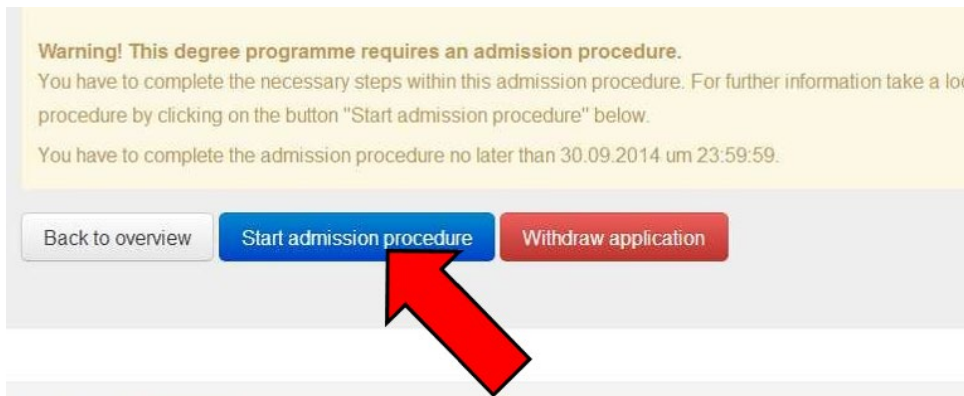 Warning! This degree programme requires an admission procedure.
You have to complete the necessary steps within this admission procedure. For further information take a
procedure by clicking on the button "Start admission procedure" below.
You have to complete the admission procedure no later than 30.09.2014 um 23:59:59.
Back to overview Start admission procedure Withdraw application